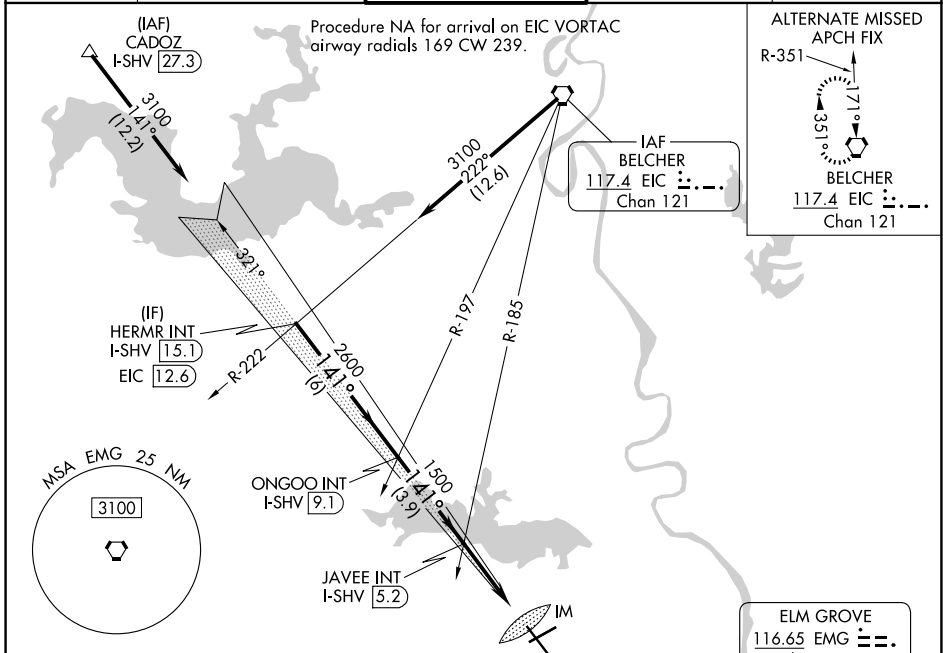 (IAF)
CADOZ
I-SHV 27.3
Procedure NA for arrival on EIC VORTAC
airway radials 169 CW 239.
ALTERNATE MISSED
APCH FIX
R-351
171°
351°
BELCHER
117.4 EIC
Chan 121
3100
141°
(12.2)
3100
222°
(12.6)
IAF
BELCHER
117.4 EIC
Chan 121
321°
R-197
R-185
(IF)
HERMR INT
I-SHV 15.1
EIC 12.6
R-222
2600
141°
(6)
MSA EMG 25 NM
3100
ONGOO INT
I-SHV 9.1
1500
141°
(3.9)
JAVEE INT
I-SHV 5.2
IM
ELM GROVE
116.65 EMG